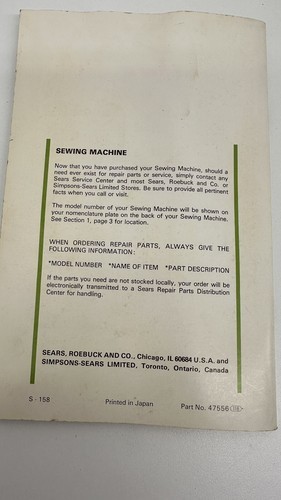 SEWING MACHINE
Now that you have purchased your Sewing Machine, should a
need ever exist for repair parts or service, simply contact any
Sears Service Center and most Sears, Roebuck and Co. or
Simpsons-Sears Limited Stores. Be sure to provide all pertinent
facts when you call or visit.
The model number of your Sewing Machine will be shown on
your nomenclature plate on the back of your Sewing Machine.
See Section 1, page 3 for location.
WHEN ORDERING REPAIR PARTS, ALWAYS GIVE THE
FOLLOWING INFORMATION:
*MODEL NUMBER *NAME OF ITEM *PART DESCRIPTION
If the parts you need are not stocked locally, your order will be
electronically transmitted to a Sears Repair Parts Distribution
Center for handling.
SEARS, ROEBUCK AND CO., Chicago, IL 60684 U.S.A. and
SIMPSONS-SEARS LIMITED, Toronto, Ontario, Canada
S - 158 Printed in Japan Part No. 47556